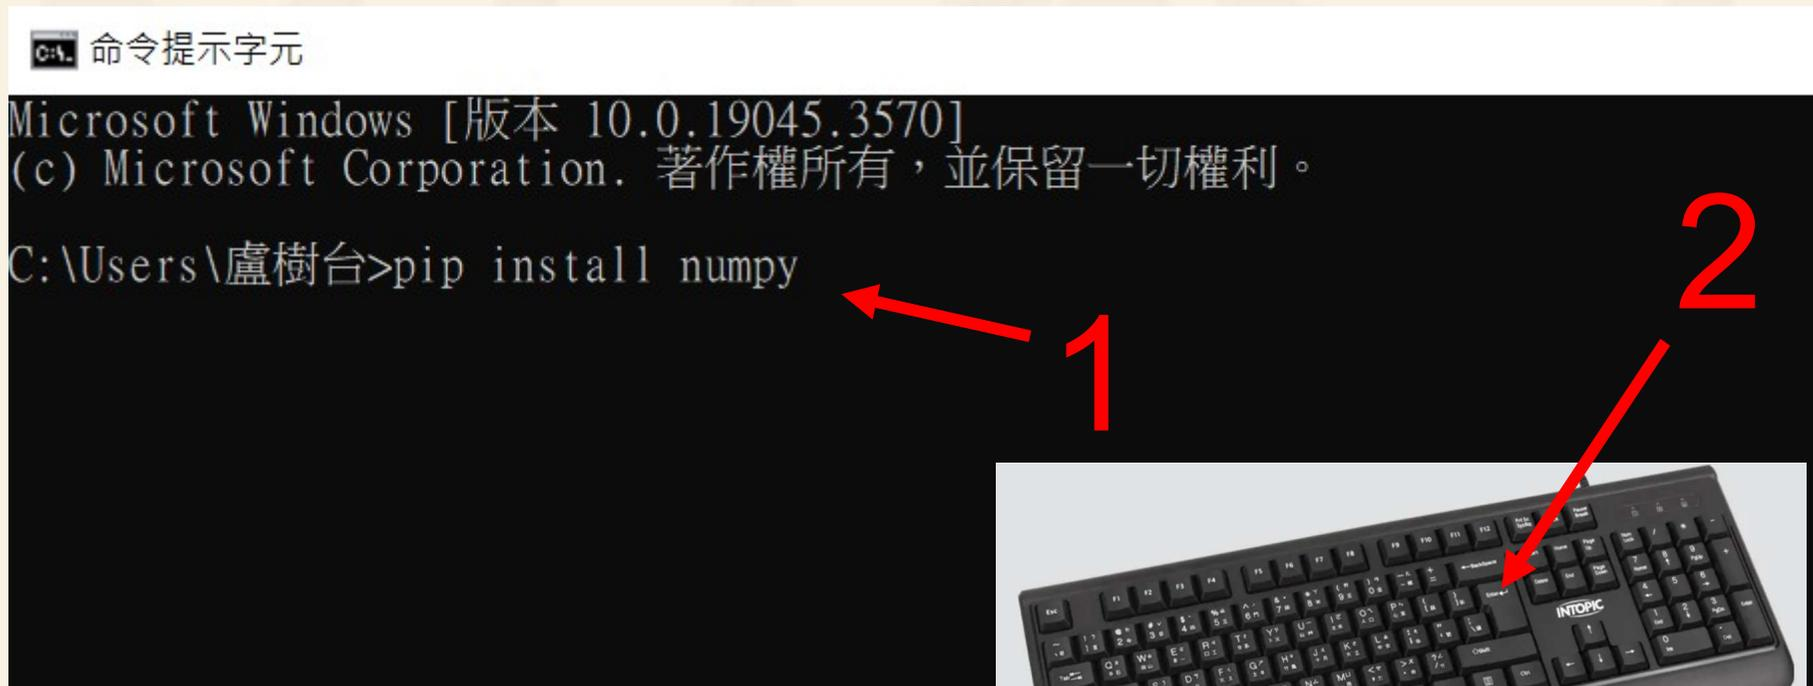 命令提示字元
Microsoft Windows [版本 10.0.19045.3570]
(c) Microsoft Corporation. 著作權所有，並保留一切權利。
C:\Users\盧樹台>pip install numpy
1
2
INTOPIC